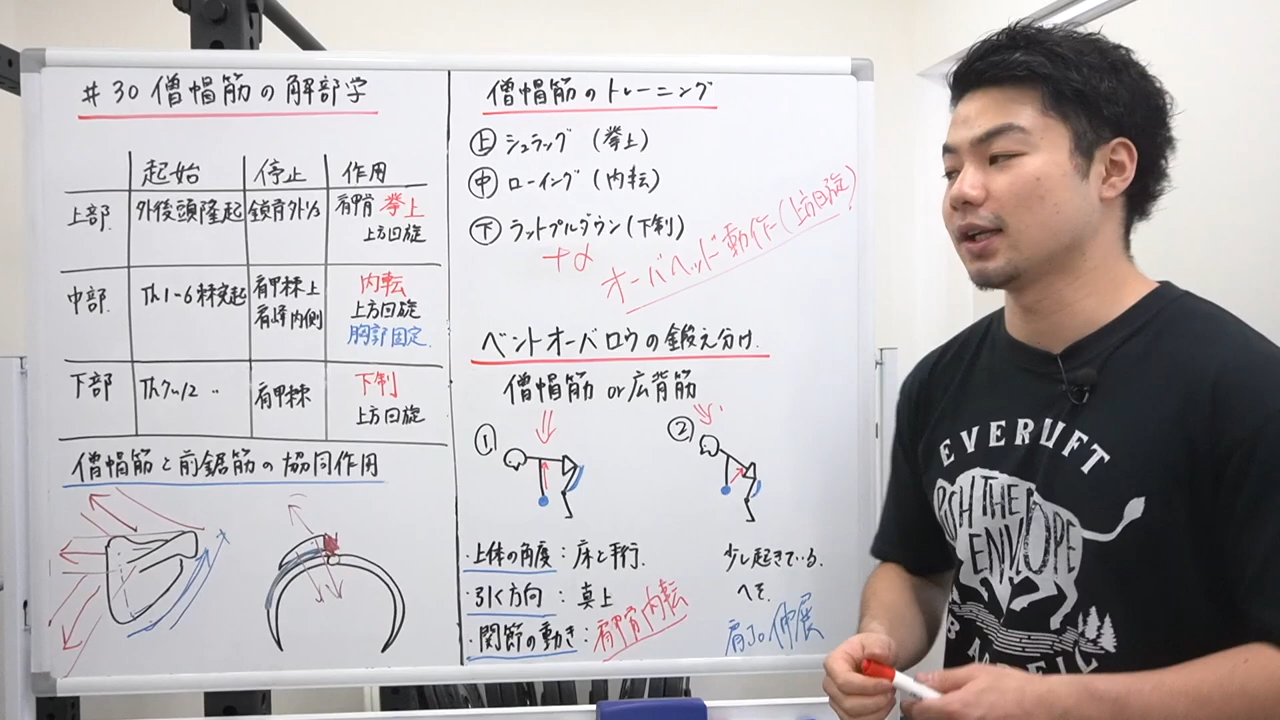 #30 僧帽筋の解部学
起始 停止 作用
上部 外後頭隆起 鎖骨外1/3 肩甲骨 挙上
上方回旋
中部 Th1-6棘突起 肩甲棘上 肩峰内側 内転
上方回旋
胸郭固定
下部 Th7~12 〃 肩甲棘 下制
上方回旋
僧帽筋と前鋸筋の協同作用
僧帽筋のトレーニング
上 シュラッグ (挙上)
中 ローイング (内転)
下 ラットプルダウン (下制)
+α
オーバヘッド動作(上方回旋)
ベントオーバロウの鍛え分け
僧帽筋 or 広背筋
① ②
・上体の角度 : 床と平行. 少し起きている.
・引く方向 : 真上 へそ.
・関節の動き : 肩甲骨内転 肩の伸展
EVERLIFT
PUSH THE
ENVELOPE